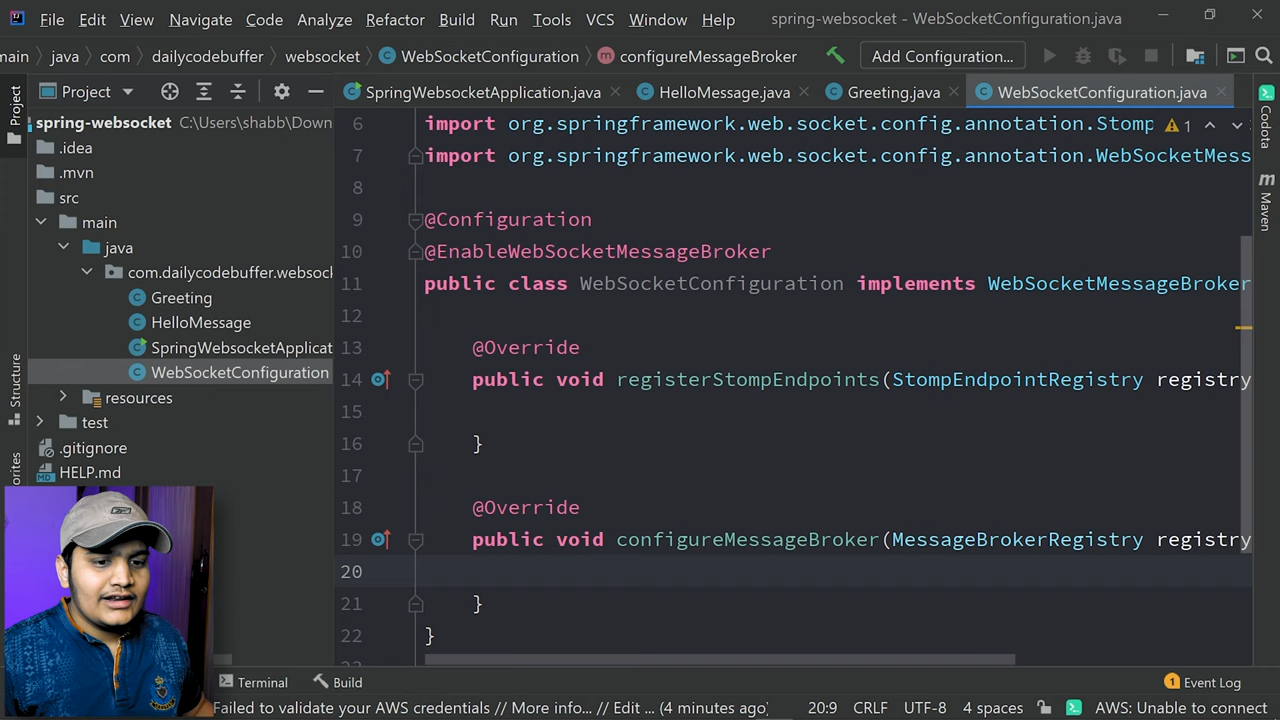 File Edit View Navigate Code Analyze Refactor Build Run Tools VCS Window Help spring-websocket - WebSocketConfiguration.java
main java com dailycodebuffer websocket WebSocketConfiguration configureMessageBroker Add Configuration...
Project SpringWebsocketApplication.java HelloMessage.java Greeting.java WebSocketConfiguration.java
Project
Structure
Codota
Maven
spring-websocket C:\Users\shabb\Down
.idea
.mvn
src
main
java
com.dailycodebuffer.websoc
Greeting
HelloMessage
SpringWebsocketApplicat
WebSocketConfiguration
resources
test
.gitignore
HELP.md
6 import org.springframework.web.socket.config.annotation.Stomp 1
7 import org.springframework.web.socket.config.annotation.WebSocketMess
8
9 @Configuration
10 @EnableWebSocketMessageBroker
11 public class WebSocketConfiguration implements WebSocketMessageBroker
12
13 @Override
14 public void registerStompEndpoints(StompEndpointRegistry registry
15
16 }
17
18 @Override
19 public void configureMessageBroker(MessageBrokerRegistry registry
20
21 }
22 }
Terminal Build 1 Event Log
Failed to validate your AWS credentials // More info... // Edit ... (4 minutes ago) 20:9 CRLF UTF-8 4 spaces AWS: Unable to connect